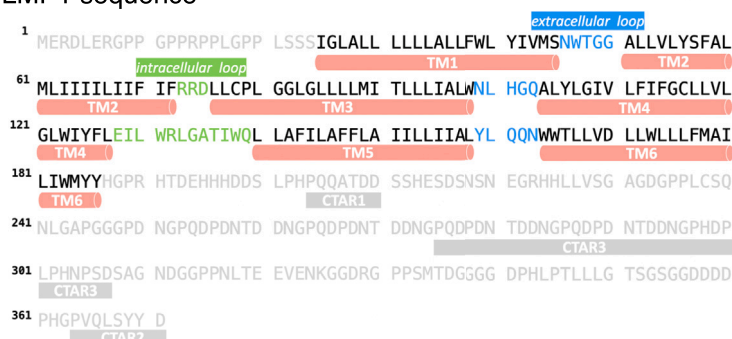 LMP1 sequence
extracellular loop
1 MERDLERGPP GPPRPPLGPP LSSSIGLALL LLLLALLFWL YIVMSNWTGG ALLVLYSFAL
intracellular loop TM1 TM2
61 MLIIIILIIF IFRRDLLCPL GGLGLLLLMI TLLLIALWNL HGQALYLGIV LFIFGCLLVL
TM2 TM3 TM4
121 GLWIYFLEIL WRLGATIWQL LAFILAFFLA IILLIIALYL QQNWWTLLVD LLWLLLFMAI
TM4 TM5 TM6
181 LIWMYYHGPR HTDEHHHDDS LPHPQQATDD SSHESDSNSN EGRHHLLVSG AGDGPPLCSQ
TM6 CTAR1
241 NLGAPGGGPD NGPQDPDNTD DNGPQDPDNT DDNGPQDPDN TDDNGPQDPD NTDDNGPHDP
CTAR3
301 LPHNPSDSAG NDGGPPNLTE EVENKGGDRG PPSMTDGGGG DPHLPTLLLG TSGSGGDDDD
CTAR3
361 PHGPVQLSYY D
CTAR2